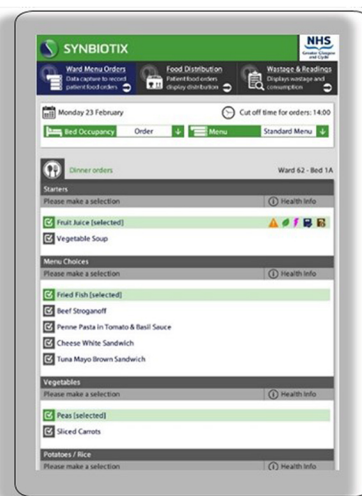 SYNBIOTIX
NHS
Greater Glasgow
and Clyde
Ward Menu Orders
Data capture to record
patient food orders
Food Distribution
Patient food orders
display distribution
Wastage & Readings
Displays wastage and
consumption
Monday 23 February
Cut off time for orders: 14:00
Bed Occupancy
Order
Menu
Standard Menu
Dinner orders
Ward 62 - Bed 1A
Starters
Please make a selection
Health Info
Fruit Juice [selected]
Vegetable Soup
Menu Choices
Please make a selection
Health Info
Fried Fish [selected]
Beef Stroganoff
Penne Pasta in Tomato & Basil Sauce
Cheese White Sandwich
Tuna Mayo Brown Sandwich
Vegetables
Please make a selection
Health Info
Peas [selected]
Sliced Carrots
Potatoes / Rice
Please make a selection
Health Info